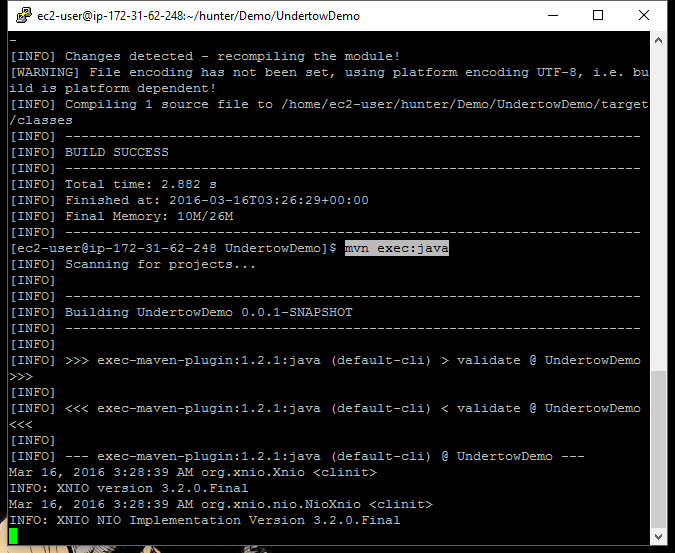 ec2-user@ip-172-31-62-248:~/hunter/Demo/UndertowDemo
-
[INFO] Changes detected - recompiling the module!
[WARNING] File encoding has not been set, using platform encoding UTF-8, i.e. bu
ild is platform dependent!
[INFO] Compiling 1 source file to /home/ec2-user/hunter/Demo/UndertowDemo/target
/classes
[INFO] ------------------------------------------------------------------------
[INFO] BUILD SUCCESS
[INFO] ------------------------------------------------------------------------
[INFO] Total time: 2.882 s
[INFO] Finished at: 2016-03-16T03:26:29+00:00
[INFO] Final Memory: 10M/26M
[INFO] ------------------------------------------------------------------------
[ec2-user@ip-172-31-62-248 UndertowDemo]$ mvn exec:java
[INFO] Scanning for projects...
[INFO]
[INFO] ------------------------------------------------------------------------
[INFO] Building UndertowDemo 0.0.1-SNAPSHOT
[INFO] ------------------------------------------------------------------------
[INFO]
[INFO] >>> exec-maven-plugin:1.2.1:java (default-cli) > validate @ UndertowDemo
>>>
[INFO]
[INFO] <<< exec-maven-plugin:1.2.1:java (default-cli) < validate @ UndertowDemo
<<<
[INFO]
[INFO] --- exec-maven-plugin:1.2.1:java (default-cli) @ UndertowDemo ---
Mar 16, 2016 3:28:39 AM org.xnio.Xnio <clinit>
INFO: XNIO version 3.2.0.Final
Mar 16, 2016 3:28:39 AM org.xnio.nio.NioXnio <clinit>
INFO: XNIO NIO Implementation Version 3.2.0.Final